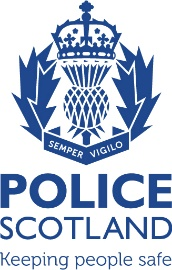 SEMPER VIGILO
POLICE
SCOTLAND
Keeping people safe